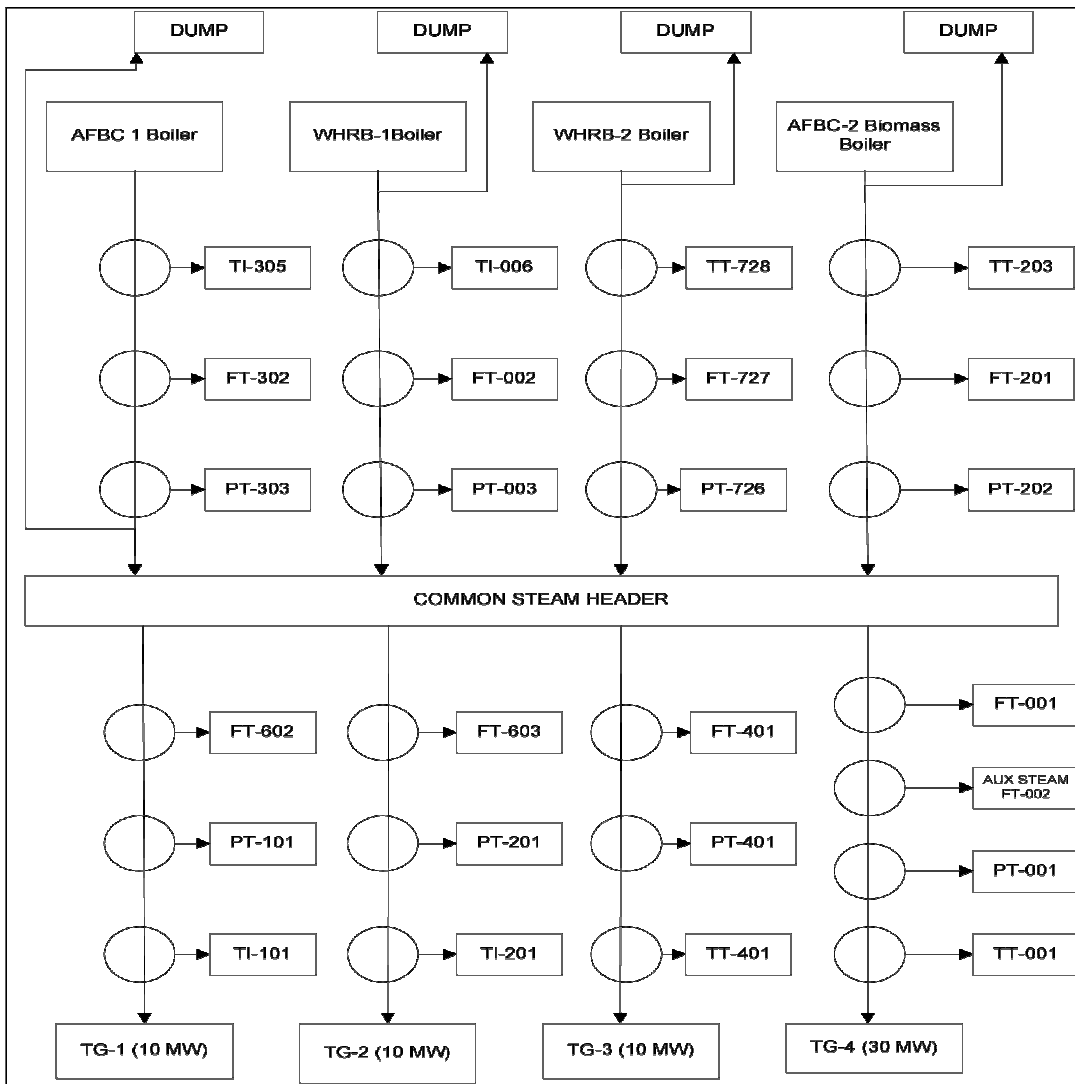 DUMP
DUMP
DUMP
DUMP
AFBC 1 Boiler
WHRB-1Boiler
WHRB-2 Boiler
AFBC-2 Biomass
Boiler
TI-305
TI-006
TT-728
TT-203
FT-302
FT-002
FT-727
FT-201
PT-303
PT-003
PT-726
PT-202
COMMON STEAM HEADER
FT-602
FT-603
FT-401
FT-001
AUX STEAM
FT-002
PT-101
PT-201
PT-401
PT-001
TI-101
TI-201
TT-401
TT-001
TG-1 (10 MW)
TG-2 (10 MW)
TG-3 (10 MW)
TG-4 (30 MW)